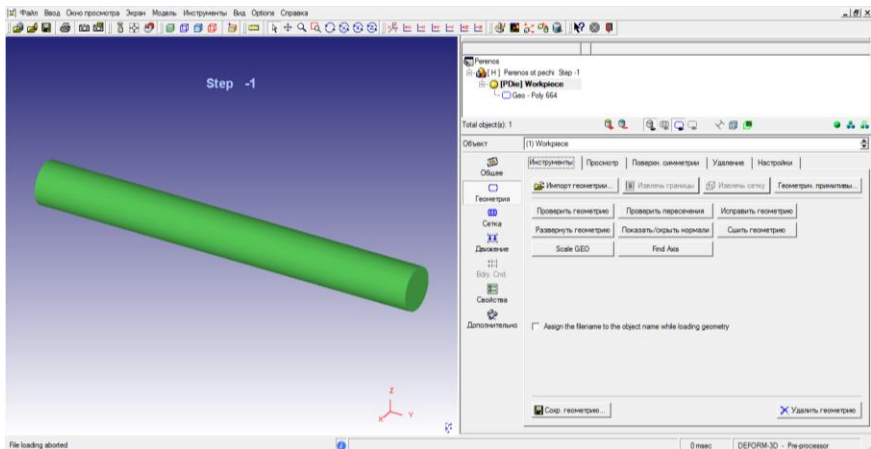 Файл Ввод Окно просмотра Экран Модель Инструменты Вид Options Справка
Step -1
Perenos
[H] Perenos ot pechi Step -1
[PDie] Workpiece
Geo - Poly 664
Total object(s): 1
Объект (1) Workpiece
Общее
Геометрия
Сетка
Движение
Bdry. Cnd.
Свойства
Дополнительно
Инструменты Просмотр Поверхн. симметрии Удаление Настройки
Импорт геометрии... Извлечь границы Извлечь сетку Геометрич. примитивы...
Проверить геометрию Проверить пересечения Исправить геометрию
Развернуть геометрию Показать/скрыть нормали Сшить геометрию
Scale GEO Find Axis
Assign the filename to the object name while loading geometry
Сохр. геометрию... Удалить геометрию
Z
X Y
File loading aborted 0 msec DEFORM-3D - Pre-processor